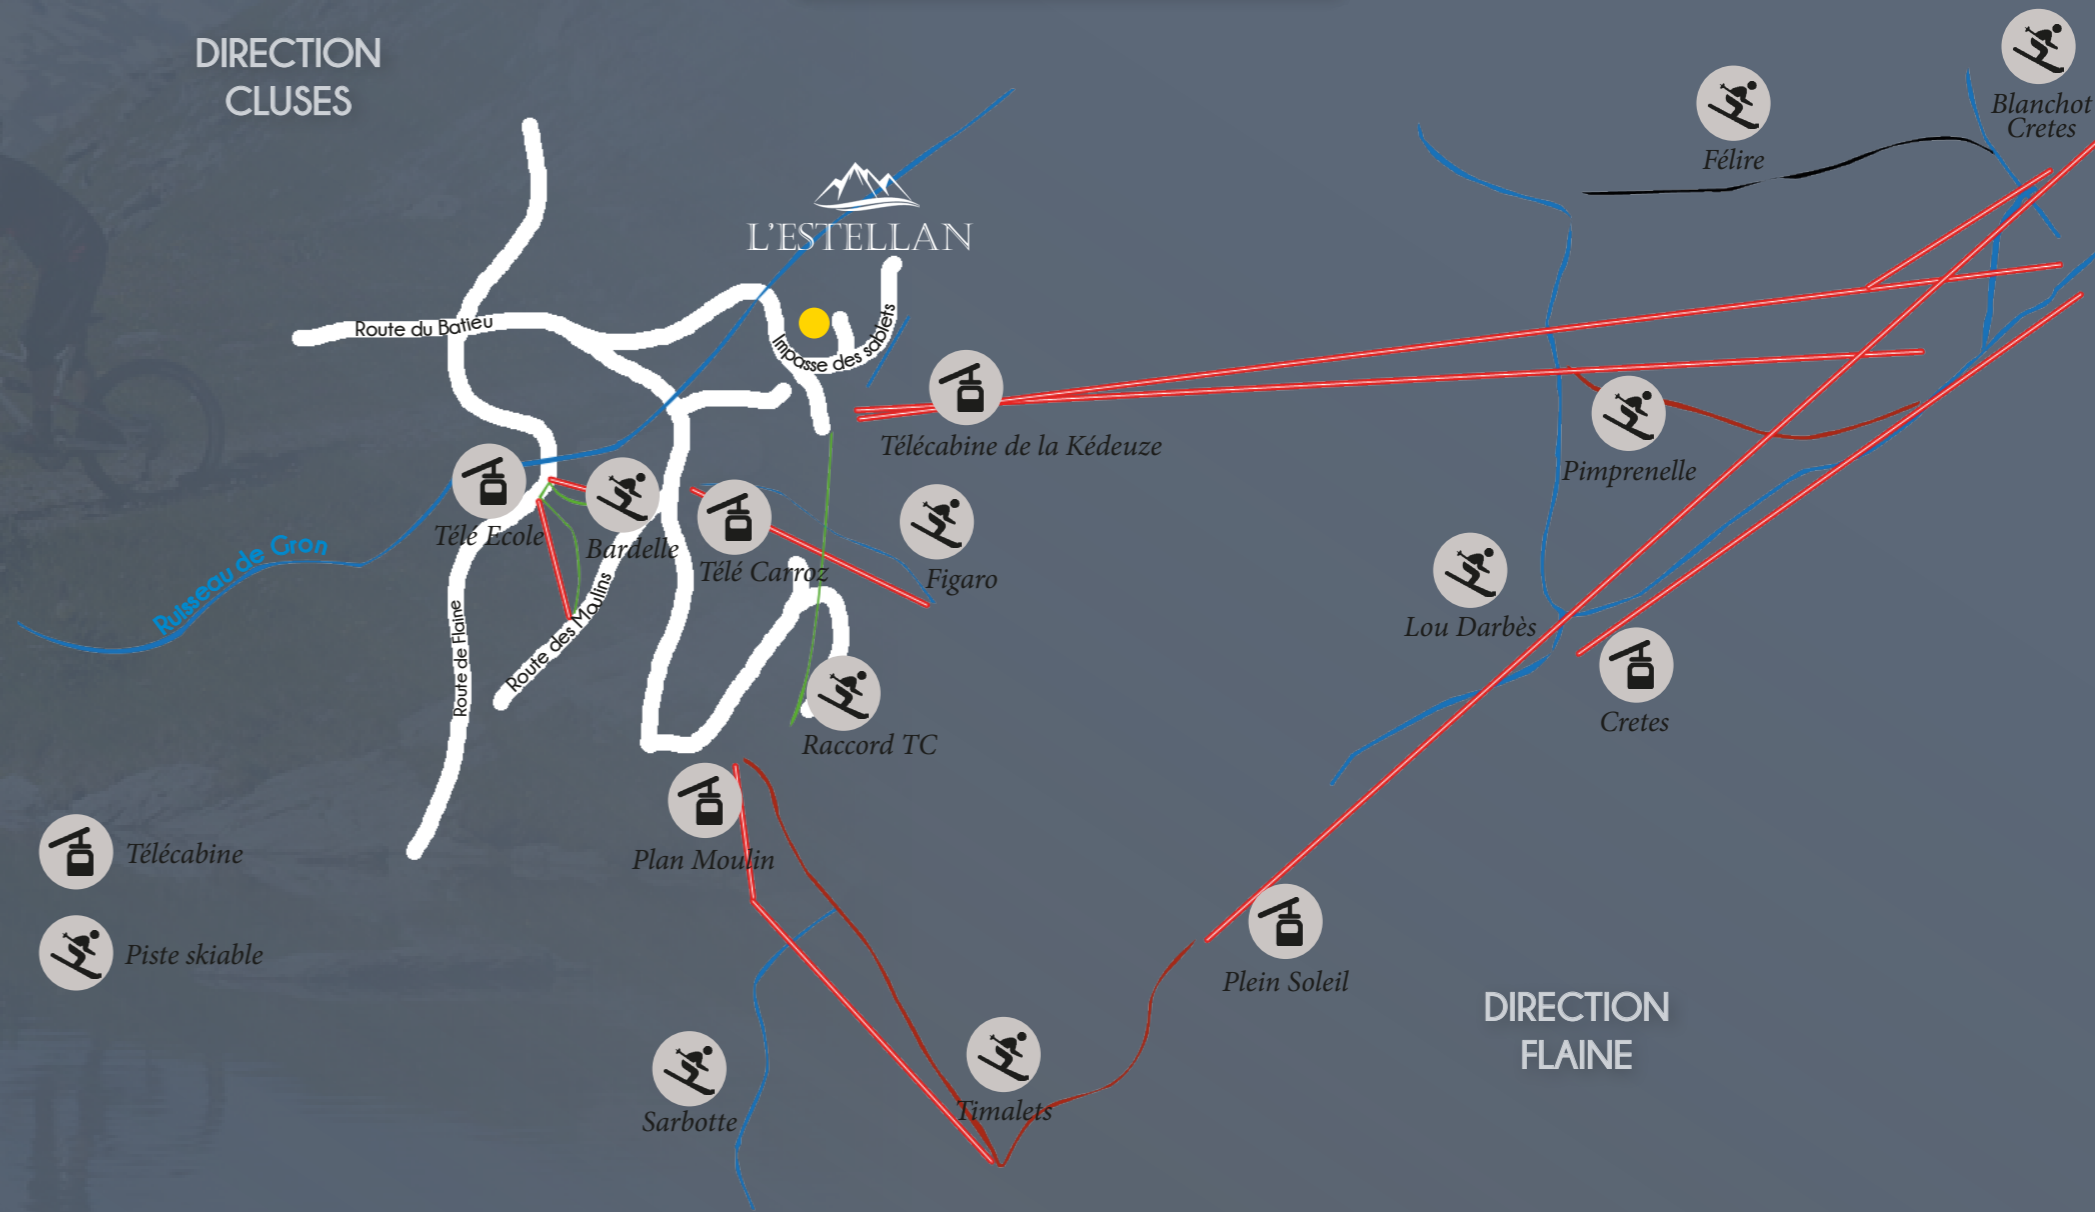 DIRECTION
CLUSES
Blanchot
Cretes
Félire
L'ESTELLAN
Route du Batieu
Impasse des sablets
Télécabine de la Kédeuze
Pimprenelle
Télé Ecole
Bardelle
Télé Carroz
Figaro
Ruisseau de Gron
Route de Flaine
Route des Moulins
Lou Darbès
Cretes
Raccord TC
Plan Moulin
Télécabine
Piste skiable
Plein Soleil
DIRECTION
FLAINE
Sarbotte
Timalets